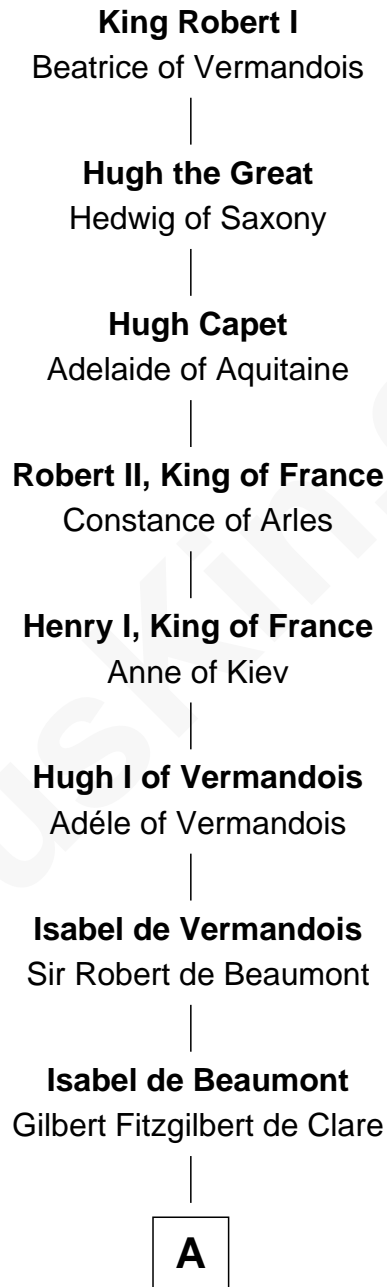 King Robert I
Beatrice of Vermandois
Hugh the Great
Hedwig of Saxony
Hugh Capet
Adelaide of Aquitaine
Robert II, King of France
Constance of Arles
Henry I, King of France
Anne of Kiev
Hugh I of Vermandois
Adéle of Vermandois
Isabel de Vermandois
Sir Robert de Beaumont
Isabel de Beaumont
Gilbert Fitzgilbert de Clare
A